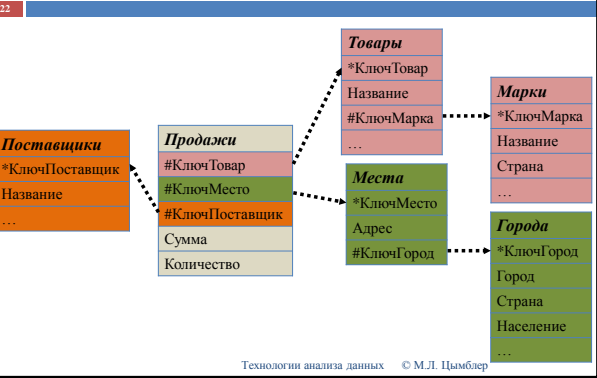 22
Товары
*КлючТовар
Название
#КлючМарка
…
Марки
*КлючМарка
Название
Страна
…
Поставщики
*КлючПоставщик
Название
…
Продажи
#КлючТовар
#КлючМесто
#КлючПоставщик
Сумма
Количество
Места
*КлючМесто
Адрес
#КлючГород
Города
*КлючГород
Город
Страна
Население
…
Технологии анализа данных © М.Л. Цымблер